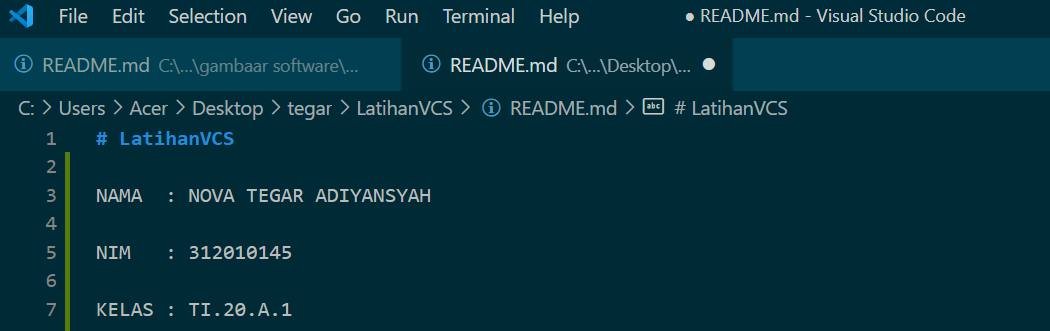 File Edit Selection View Go Run Terminal Help ● README.md - Visual Studio Code
README.md C:\...\gambaar software\... README.md C:\...\Desktop\... ●
C: > Users > Acer > Desktop > tegar > LatihanVCS > README.md > abc # LatihanVCS
1 # LatihanVCS
2
3 NAMA : NOVA TEGAR ADIYANSYAH
4
5 NIM : 312010145
6
7 KELAS : TI.20.A.1